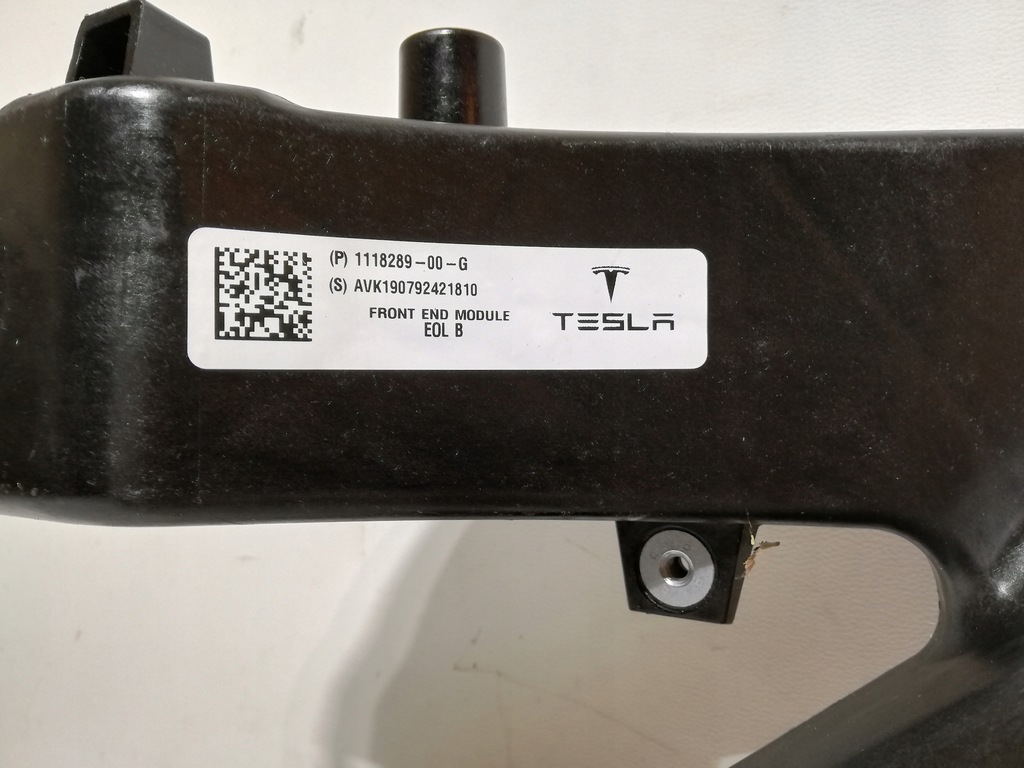 (P) 1118289-00-G
(S) AVK190792421810
FRONT END MODULE
EOL B
TESLA